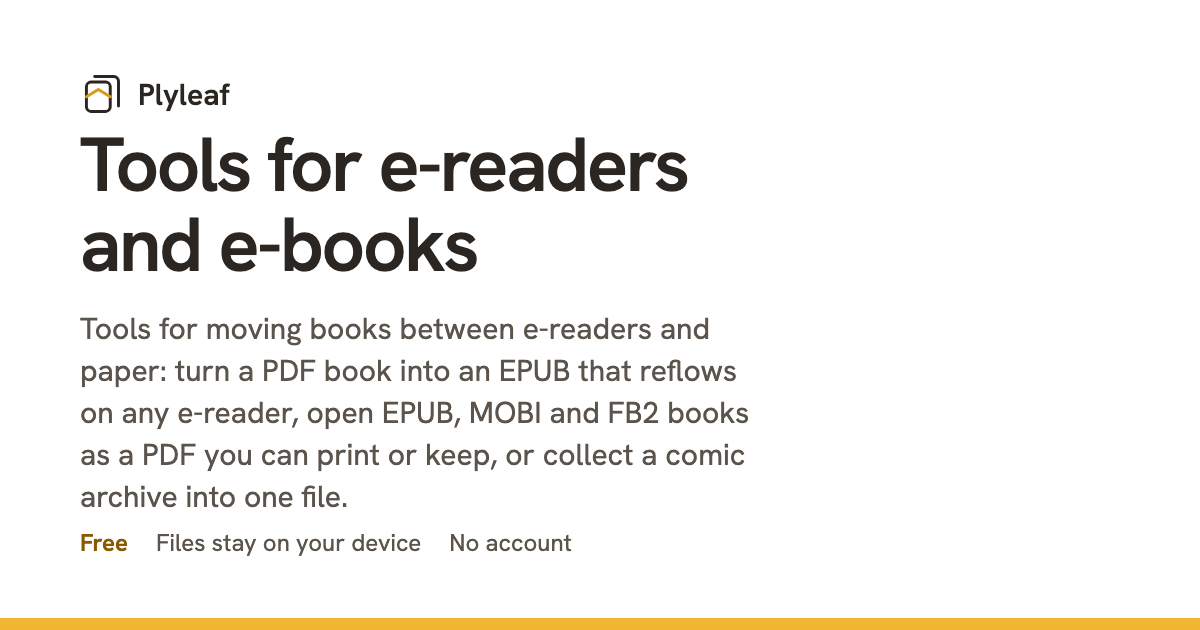 Plyleaf
Tools for e-readers
and e-books
Tools for moving books between e-readers and
paper: turn a PDF book into an EPUB that reflows
on any e-reader, open EPUB, MOBI and FB2 books
as a PDF you can print or keep, or collect a comic
archive into one file.
Free Files stay on your device No account